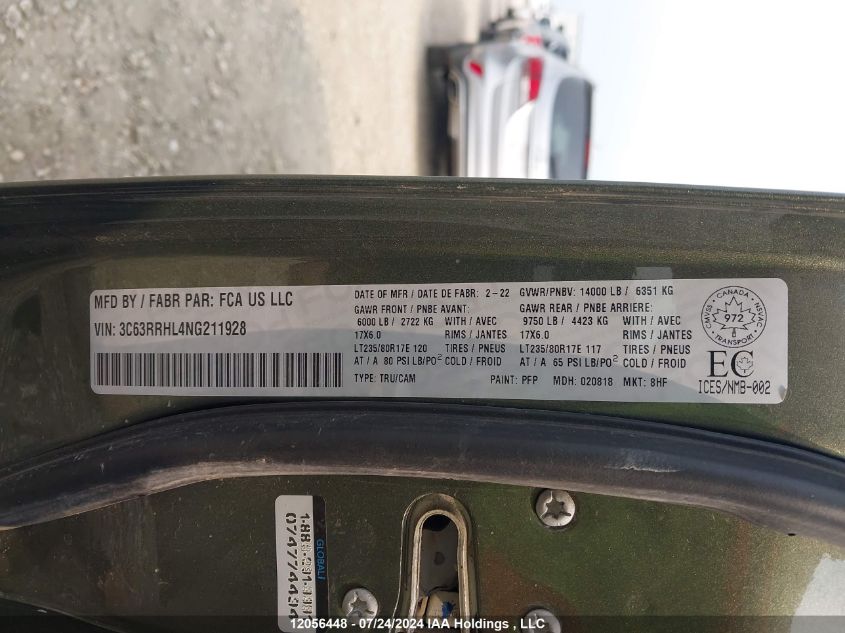 MFD BY / FABR PAR: FCA US LLC
VIN: 3C63RRHL4NG211928
DATE OF MFR / DATE DE FABR: 2-22
GAWR FRONT / PNBE AVANT:
6000 LB / 2722 KG WITH / AVEC
17X6.0 RIMS / JANTES
LT235/80R17E 120 TIRES / PNEUS
AT / A 80 PSI LB/PO² COLD / FROID
TYPE: TRU/CAM
GVWR/PNBV: 14000 LB / 6351 KG
GAWR REAR / PNBE ARRIERE:
9750 LB / 4423 KG WITH / AVEC
17X6.0 RIMS / JANTES
LT235/80R17E 117 TIRES / PNEUS
AT / A 65 PSI LB/PO² COLD / FROID
PAINT: PFP MDH: 020818 MKT: 8HF
CMVSS CANADA NSVAC
972
TRANSPORT
EC
ICES/NMB-002
GLOBALI
12056448 - 07/24/2024 IAA Holdings , LLC